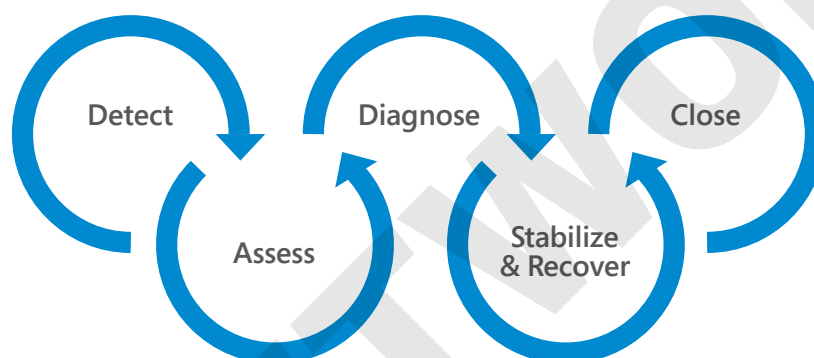 Detect
Assess
Diagnose
Stabilize
& Recover
Close